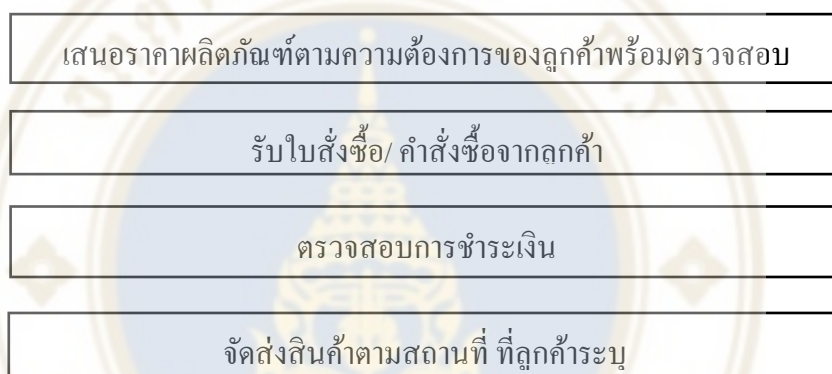 เสนอราคาผลิตภัณฑ์ตามความต้องการของลูกค้าพร้อมตรวจสอบ
รับใบสั่งซื้อ/ คำสั่งซื้อจากลูกค้า
ตรวจสอบการชำระเงิน
จัดส่งสินค้าตามสถานที่ ที่ลูกค้าระบุ